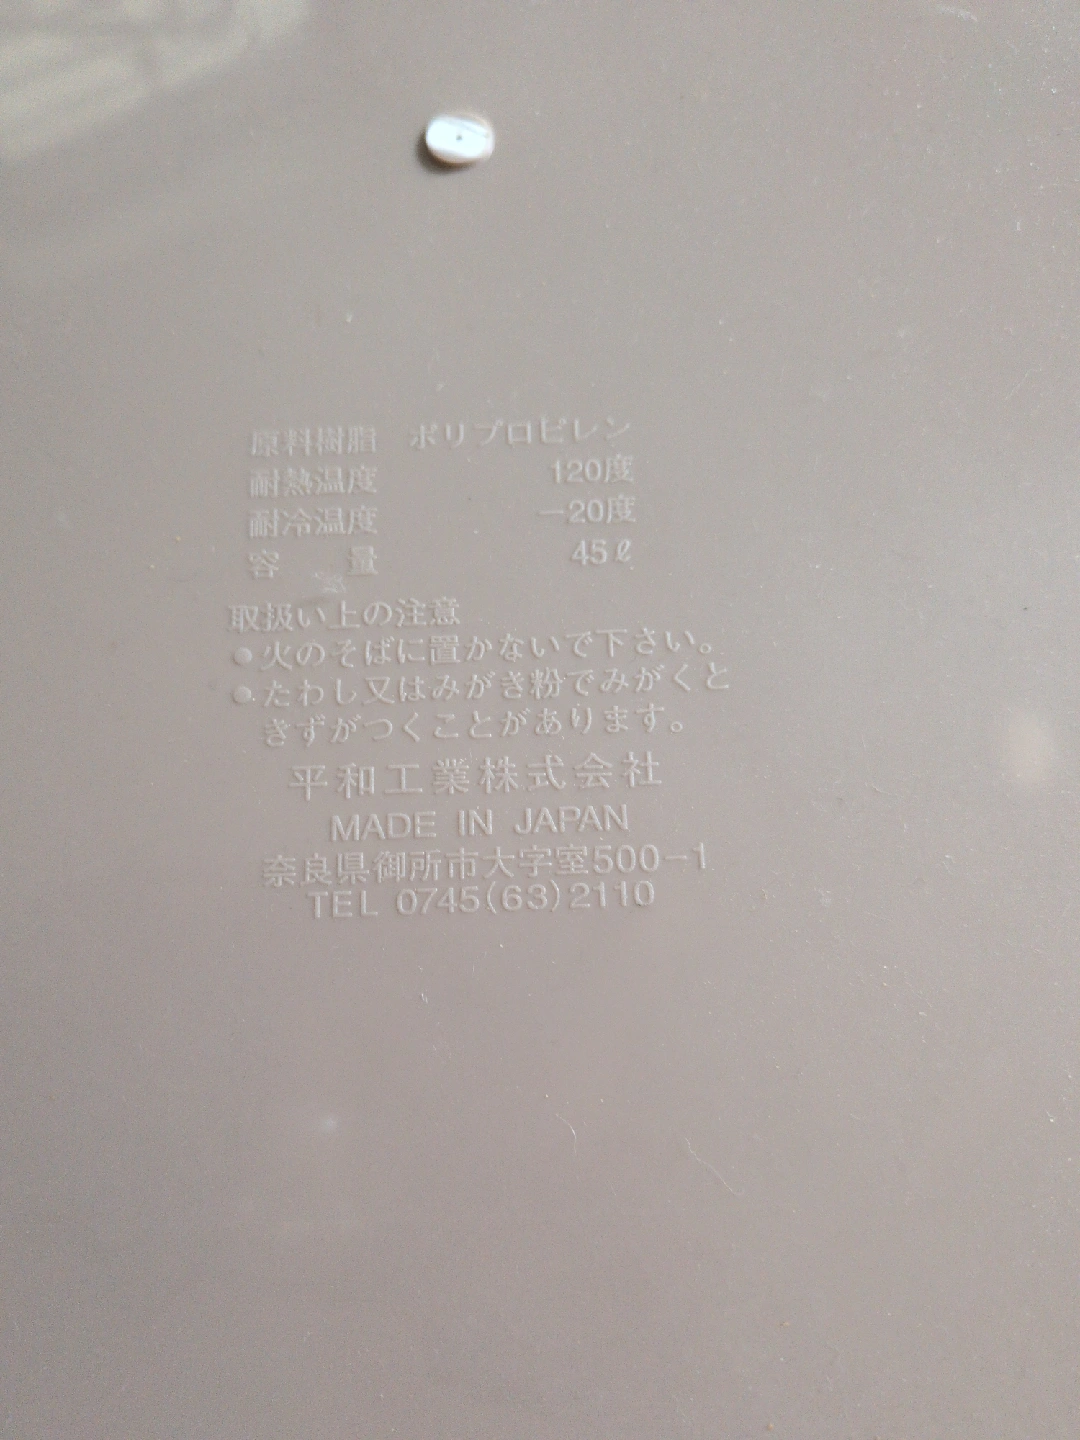 原料樹脂 ポリプロピレン
耐熱温度 120度
耐冷温度 −20度
容量 45ℓ
取扱い上の注意
●火のそばに置かないで下さい。
●たわし又はみがき粉でみがくと
きずがつくことがあります。
平和工業株式会社
MADE IN JAPAN
奈良県御所市大字室500−1
TEL 0745(63)2110